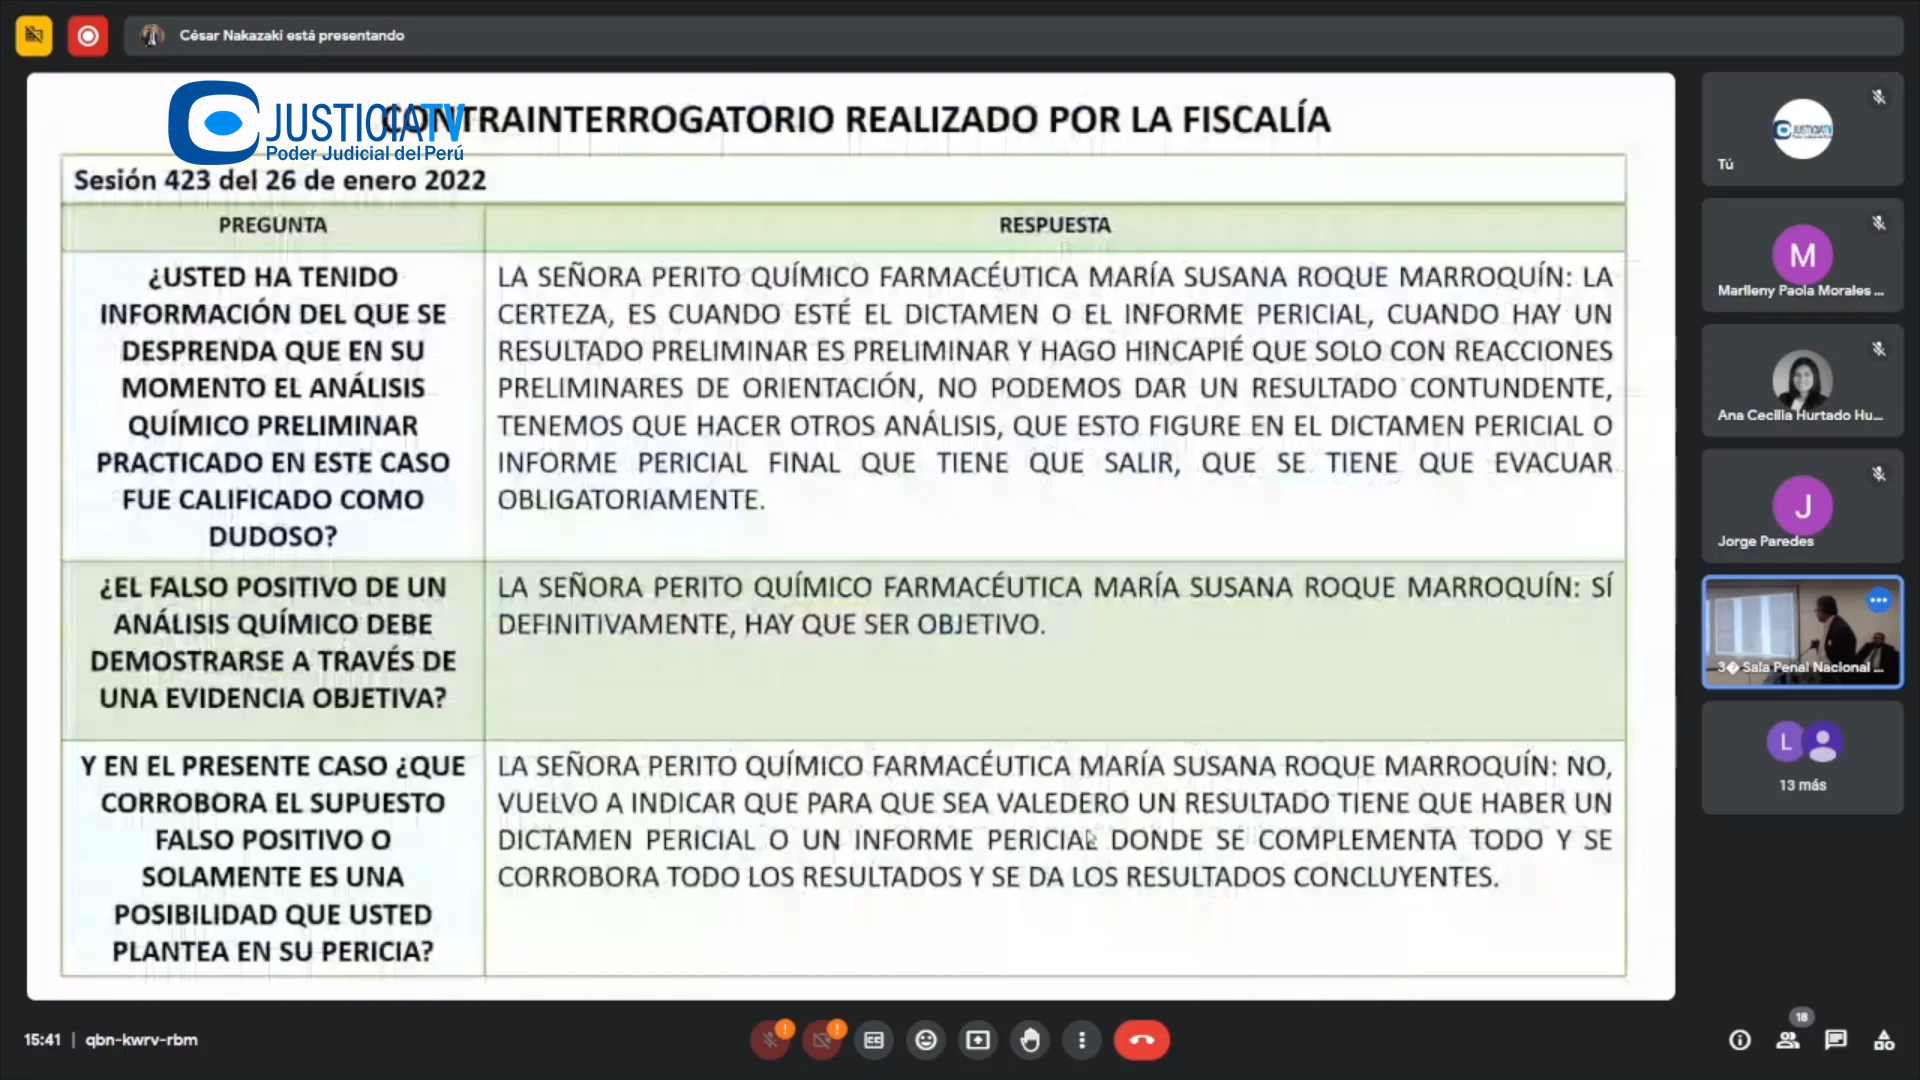 César Nakazaki está presentando
JUSTICIATV
Poder Judicial del Perú
CONTRAINTERROGATORIO REALIZADO POR LA FISCALÍA
Sesión 423 del 26 de enero 2022
PREGUNTA
RESPUESTA
¿USTED HA TENIDO
INFORMACIÓN DEL QUE SE
DESPRENDA QUE EN SU
MOMENTO EL ANÁLISIS
QUÍMICO PRELIMINAR
PRACTICADO EN ESTE CASO
FUE CALIFICADO COMO
DUDOSO?
LA SEÑORA PERITO QUÍMICO FARMACÉUTICA MARÍA SUSANA ROQUE MARROQUÍN: LA
CERTEZA, ES CUANDO ESTÉ EL DICTAMEN O EL INFORME PERICIAL, CUANDO HAY UN
RESULTADO PRELIMINAR ES PRELIMINAR Y HAGO HINCAPIÉ QUE SOLO CON REACCIONES
PRELIMINARES DE ORIENTACIÓN, NO PODEMOS DAR UN RESULTADO CONTUNDENTE,
TENEMOS QUE HACER OTROS ANÁLISIS, QUE ESTO FIGURE EN EL DICTAMEN PERICIAL O
INFORME PERICIAL FINAL QUE TIENE QUE SALIR, QUE SE TIENE QUE EVACUAR
OBLIGATORIAMENTE.
¿EL FALSO POSITIVO DE UN
ANÁLISIS QUÍMICO DEBE
DEMOSTRARSE A TRAVÉS DE
UNA EVIDENCIA OBJETIVA?
LA SEÑORA PERITO QUÍMICO FARMACÉUTICA MARÍA SUSANA ROQUE MARROQUÍN: SÍ
DEFINITIVAMENTE, HAY QUE SER OBJETIVO.
Y EN EL PRESENTE CASO ¿QUE
CORROBORA EL SUPUESTO
FALSO POSITIVO O
SOLAMENTE ES UNA
POSIBILIDAD QUE USTED
PLANTEA EN SU PERICIA?
LA SEÑORA PERITO QUÍMICO FARMACÉUTICA MARÍA SUSANA ROQUE MARROQUÍN: NO,
VUELVO A INDICAR QUE PARA QUE SEA VALEDERO UN RESULTADO TIENE QUE HABER UN
DICTAMEN PERICIAL O UN INFORME PERICIAL DONDE SE COMPLEMENTA TODO Y SE
CORROBORA TODO LOS RESULTADOS Y SE DA LOS RESULTADOS CONCLUYENTES.
JUSTICIATV
Tú
M
Marlleny Paola Morales ...
Ana Cecilia Hurtado Hu...
J
Jorge Paredes
3� Sala Penal Nacional ...
L
13 más
15:41 | qbn-kwrv-rbm
18